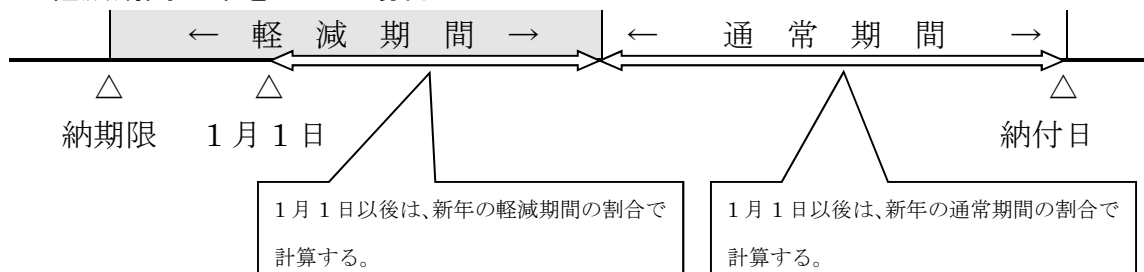 ← 軽 減 期 間 → ← 通 常 期 間 →
△ △ △
納期限 1月1日 納付日
1月1日以後は、新年の軽減期間の割合で
計算する。
1月1日以後は、新年の通常期間の割合で
計算する。